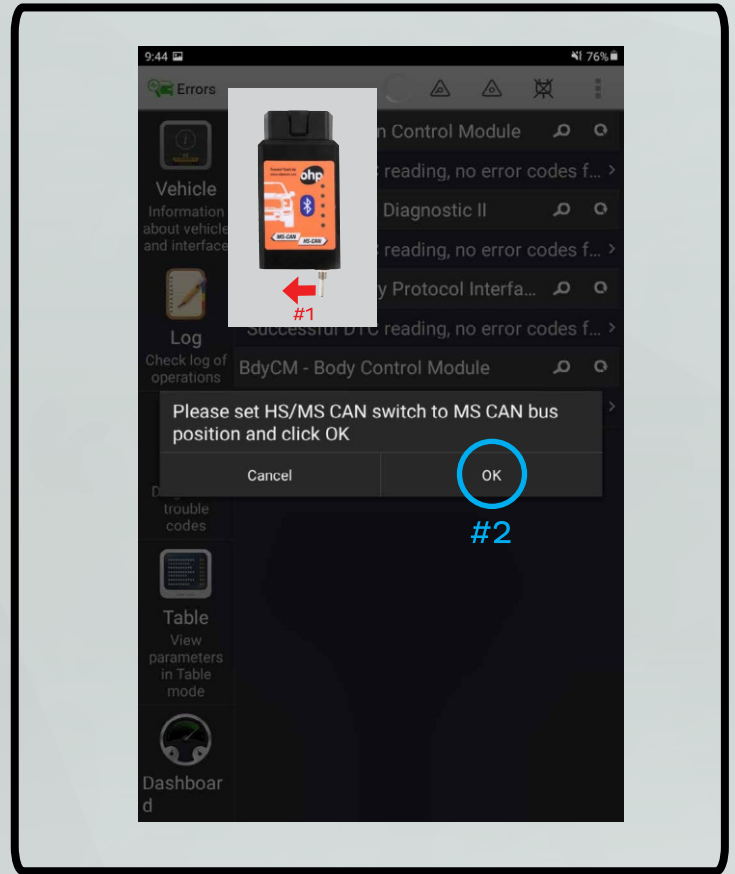 9:44
76%
Errors
n Control Module
reading, no error codes f...
Vehicle
Information
about vehicle
and interface
Diagnostic II
reading, no error codes f...
ohp
MS-CAN
HS-CAN
#1
y Protocol Interfa...
Successful DTC reading, no error codes f...
Log
Check log of
operations
BdyCM - Body Control Module
Please set HS/MS CAN switch to MS CAN bus
position and click OK
Cancel
OK
#2
trouble
codes
Table
View
parameters
in Table
mode
Dashboar
d